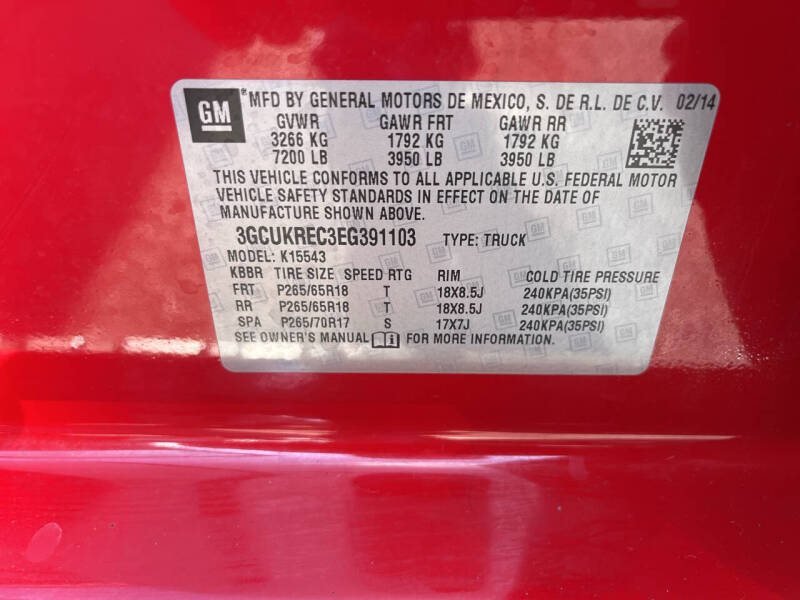 GM ® MFD BY GENERAL MOTORS DE MEXICO, S. DE R.L. DE C.V. 02/14
GVWR GAWR FRT GAWR RR
3266 KG 1792 KG 1792 KG
7200 LB 3950 LB 3950 LB
THIS VEHICLE CONFORMS TO ALL APPLICABLE U.S. FEDERAL MOTOR
VEHICLE SAFETY STANDARDS IN EFFECT ON THE DATE OF
MANUFACTURE SHOWN ABOVE.
3GCUKREC3EG391103 TYPE: TRUCK
MODEL: K15543
KBBR TIRE SIZE SPEED RTG RIM COLD TIRE PRESSURE
FRT P265/65R18 T 18X8.5J 240KPA(35PSI)
RR P265/65R18 T 18X8.5J 240KPA(35PSI)
SPA P265/70R17 S 17X7J 240KPA(35PSI)
SEE OWNER'S MANUAL FOR MORE INFORMATION.